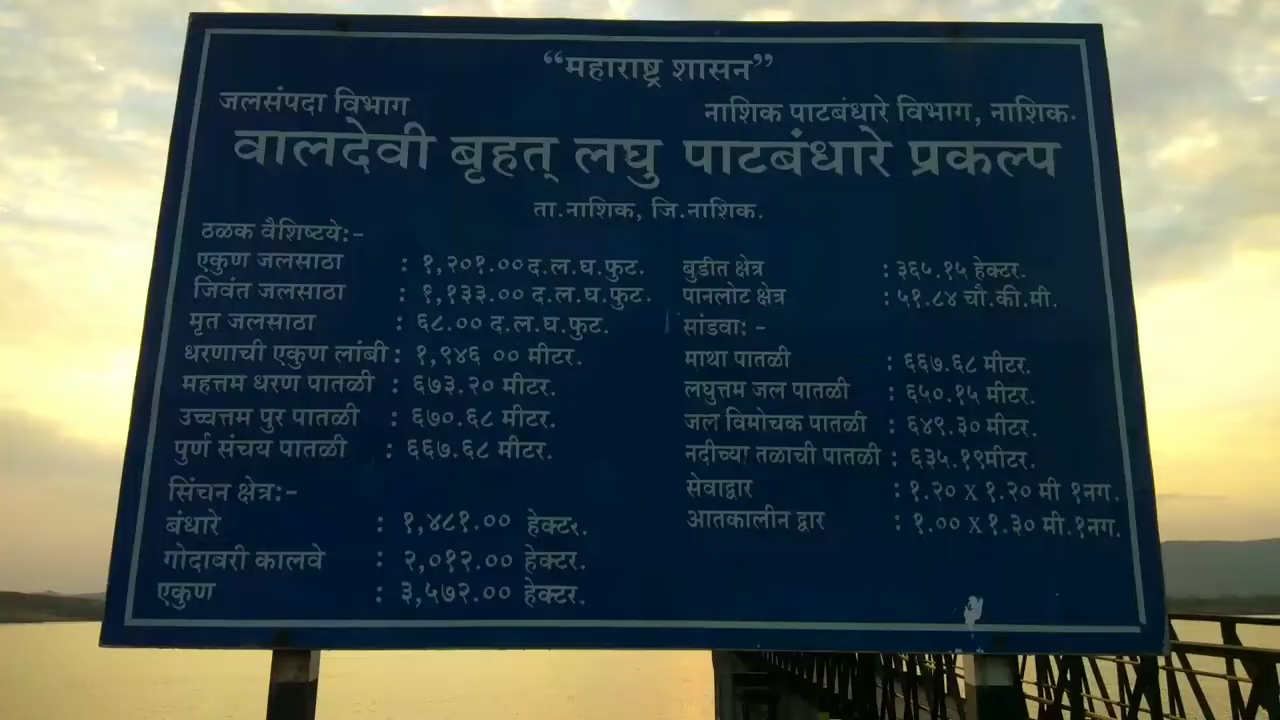 “महाराष्ट्र शासन”
जलसंपदा विभाग
नाशिक पाटबंधारे विभाग, नाशिक.
वालदेवी बृहत् लघु पाटबंधारे प्रकल्प
ता.नाशिक, जि.नाशिक.
ठळक वैशिष्टये:-
एकुण जलसाठा : १,२०१.०० द.ल.घ.फुट.
जिवंत जलसाठा : १,१३३.०० द.ल.घ.फुट.
मृत जलसाठा : ६८.०० द.ल.घ.फुट.
धरणाची एकुण लांबी : १,९४६ ०० मीटर.
महत्तम धरण पातळी : ६७३.२० मीटर.
उच्चत्तम पुर पातळी : ६७०.६८ मीटर.
पुर्ण संचय पातळी : ६६७.६८ मीटर.
सिंचन क्षेत्र:-
बंधारे : १,४८१.०० हेक्टर.
गोदावरी कालवे : २,०१२.०० हेक्टर.
एकुण : ३,५७२.०० हेक्टर.
बुडीत क्षेत्र : ३६५.१५ हेक्टर.
पानलोट क्षेत्र : ५१.८४ चौ.की.मी.
सांडवा: -
माथा पातळी : ६६७.६८ मीटर.
लघुत्तम जल पातळी : ६५०.१५ मीटर.
जल विमोचक पातळी : ६४९.३० मीटर.
नदीच्या तळाची पातळी : ६३५.१९मीटर.
सेवाद्वार : १.२० x १.२० मी १नग.
आतकालीन द्वार : १.०० x १.३० मी.१नग.